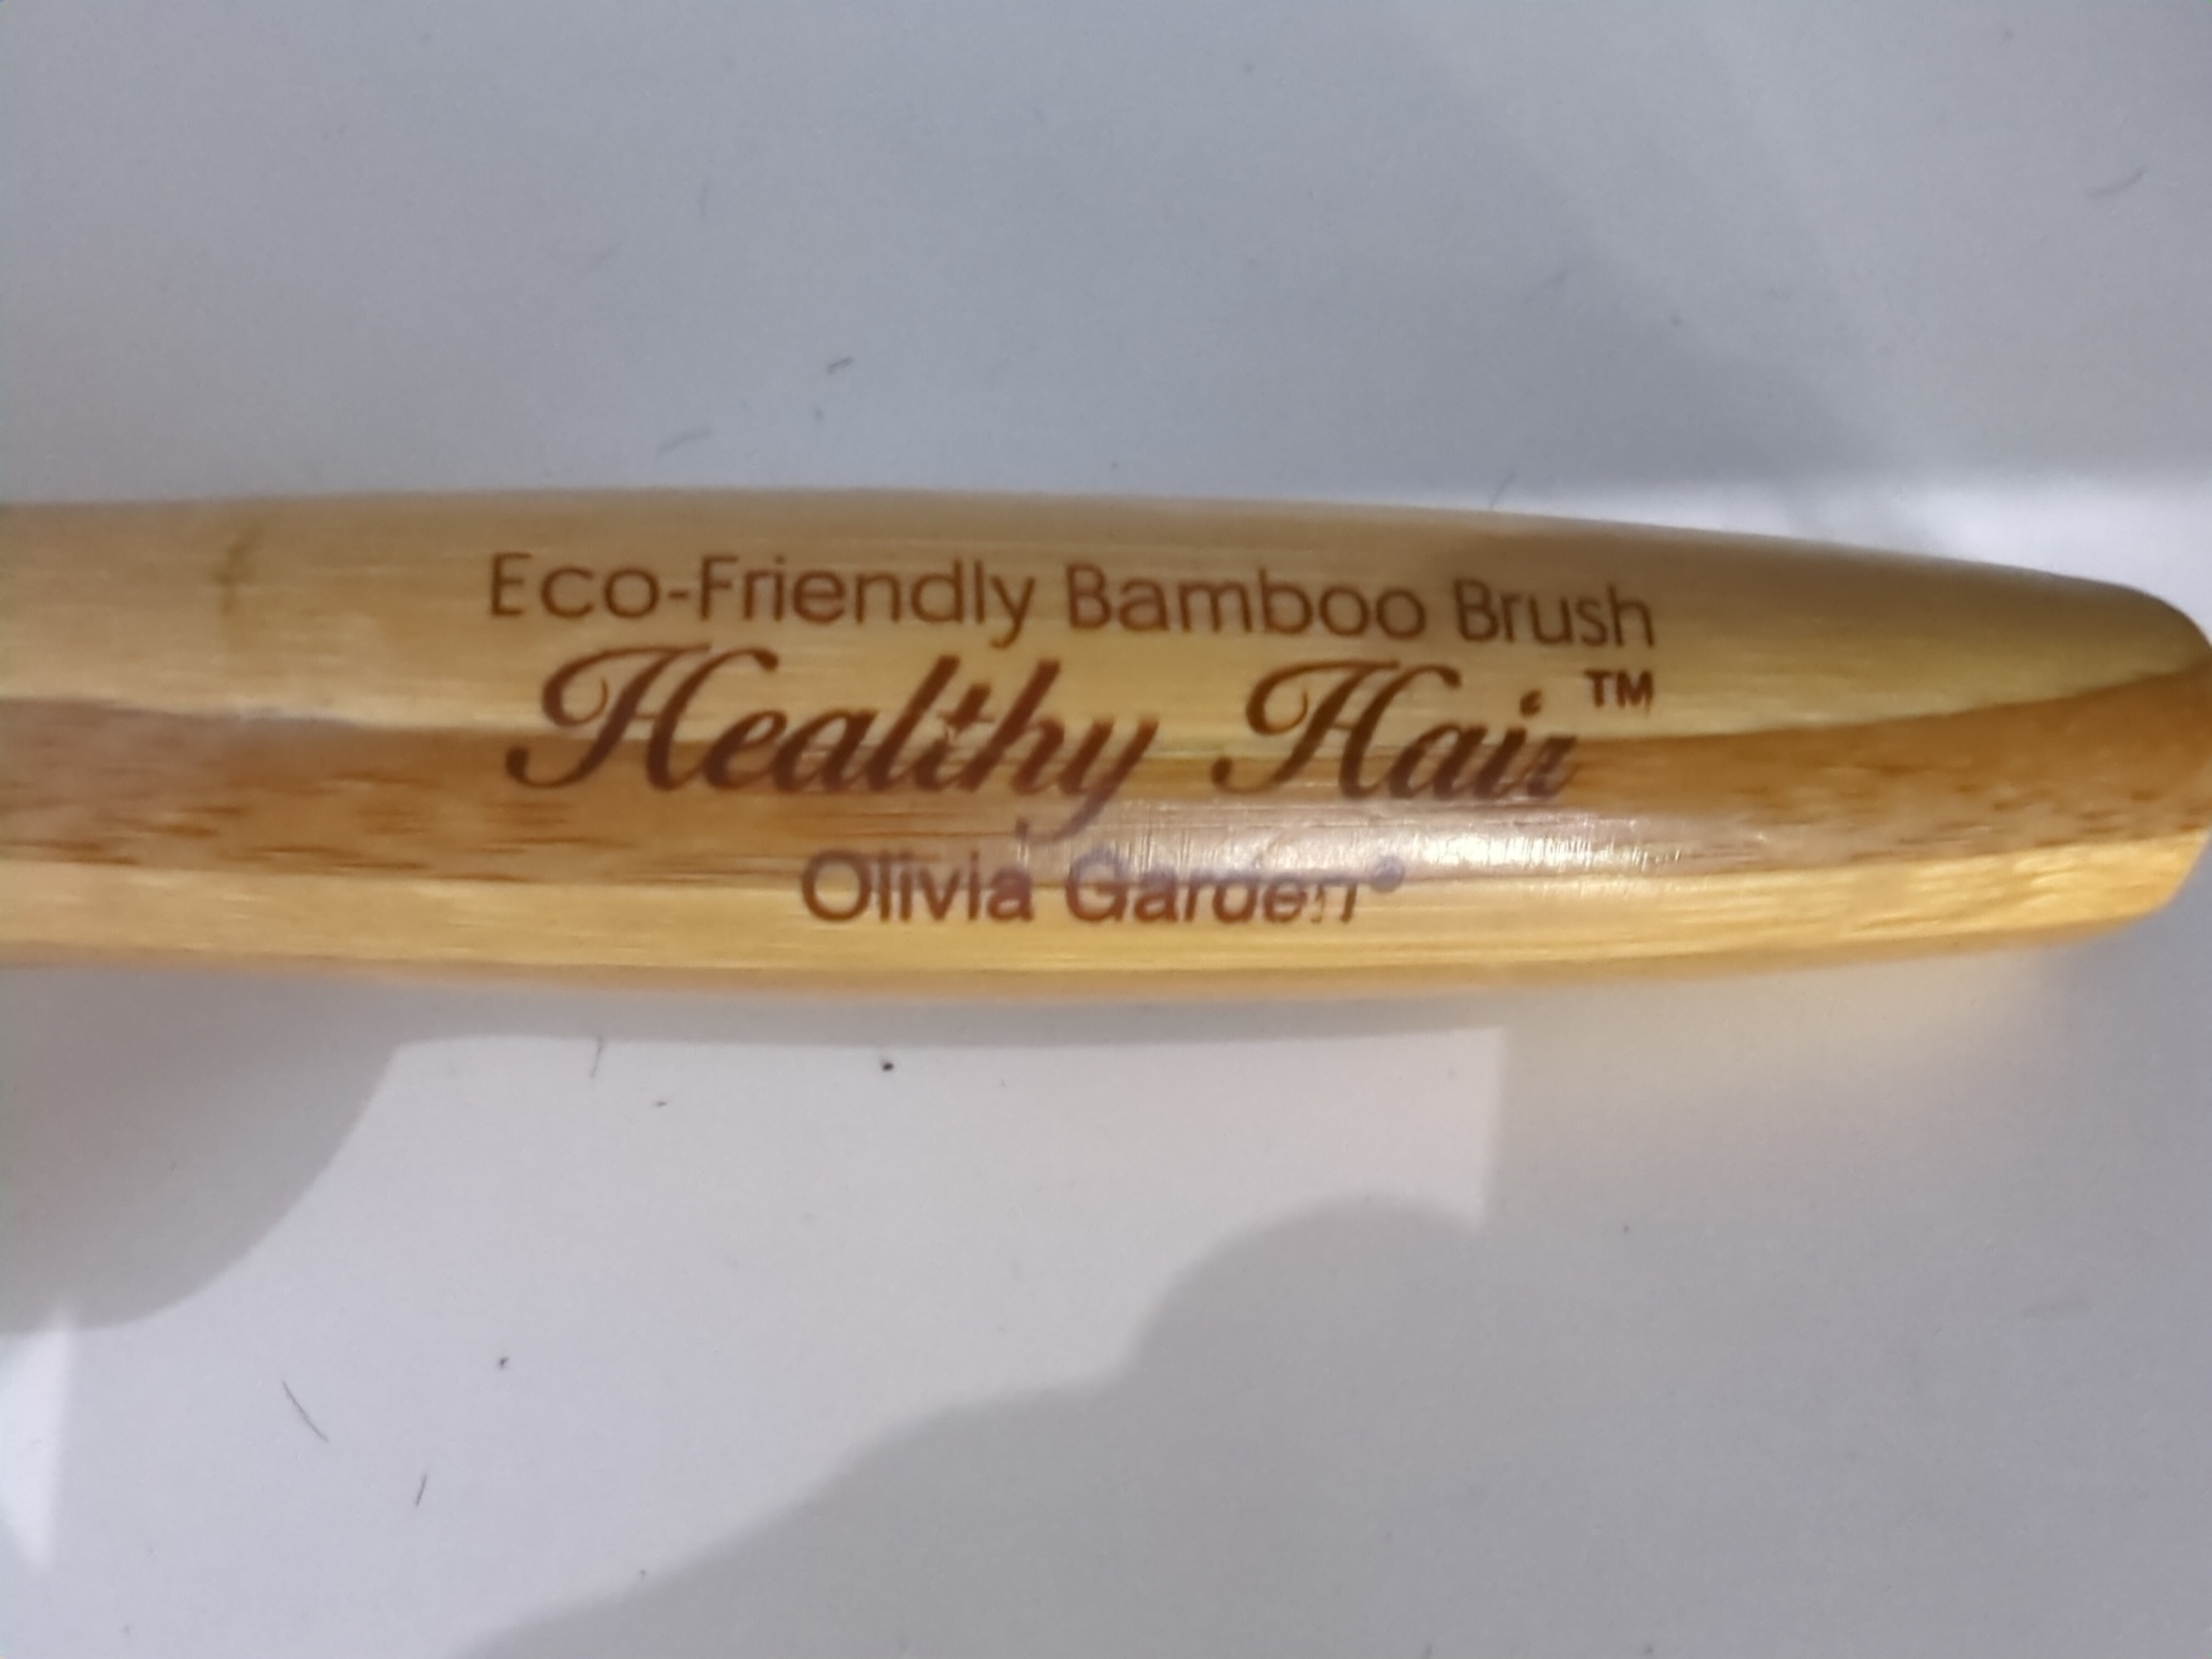 Eco-Friendly Bamboo Brush
Healthy Hair™
Olivia Garden®